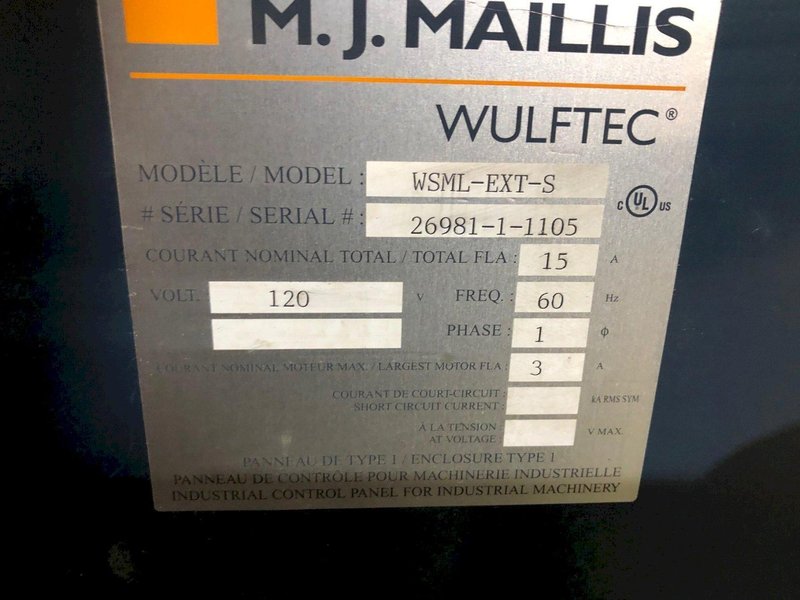 M. J. MAILLIS
WULFTEC®
MODÈLE / MODEL : WSML-EXT-S
# SÉRIE / SERIAL # : 26981-1-1105
C UL US
COURANT NOMINAL TOTAL / TOTAL FLA : 15 A
VOLT. 120 V FREQ. : 60 Hz
PHASE : 1 ϕ
COURANT NOMINAL MOTEUR MAX. / LARGEST MOTOR FLA : 3 A
COURANT DE COURT-CIRCUIT :
SHORT CIRCUIT CURRENT : kA RMS SYM
À LA TENSION :
AT VOLTAGE : V MAX.
PANNEAU DE TYPE 1 / ENCLOSURE TYPE 1
PANNEAU DE CONTRÔLE POUR MACHINERIE INDUSTRIELLE
INDUSTRIAL CONTROL PANEL FOR INDUSTRIAL MACHINERY